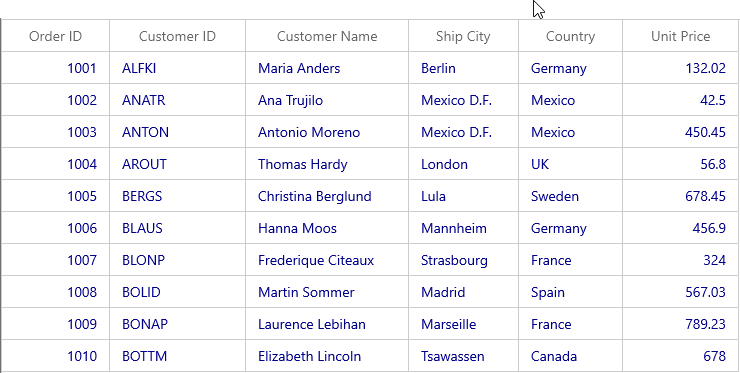 Order ID Customer ID Customer Name Ship City Country Unit Price
1001 ALFKI Maria Anders Berlin Germany 132.02
1002 ANATR Ana Trujilo Mexico D.F. Mexico 42.5
1003 ANTON Antonio Moreno Mexico D.F. Mexico 450.45
1004 AROUT Thomas Hardy London UK 56.8
1005 BERGS Christina Berglund Lula Sweden 678.45
1006 BLAUS Hanna Moos Mannheim Germany 456.9
1007 BLONP Frederique Citeaux Strasbourg France 324
1008 BOLID Martin Sommer Madrid Spain 567.03
1009 BONAP Laurence Lebihan Marseille France 789.23
1010 BOTTM Elizabeth Lincoln Tsawassen Canada 678